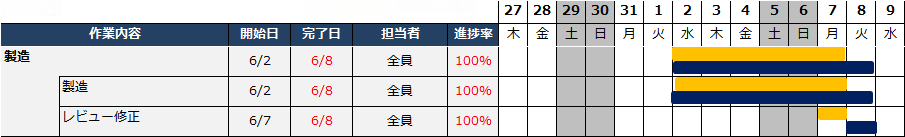 27 28 29 30 31 1 2 3 4 5 6 7 8 9
作業内容 開始日 完了日 担当者 進捗率 木 金 土 日 月 火 水 木 金 土 日 月 火 水
製造 6/2 6/8 全員 100%
製造 6/2 6/8 全員 100%
レビュー修正 6/7 6/8 全員 100%